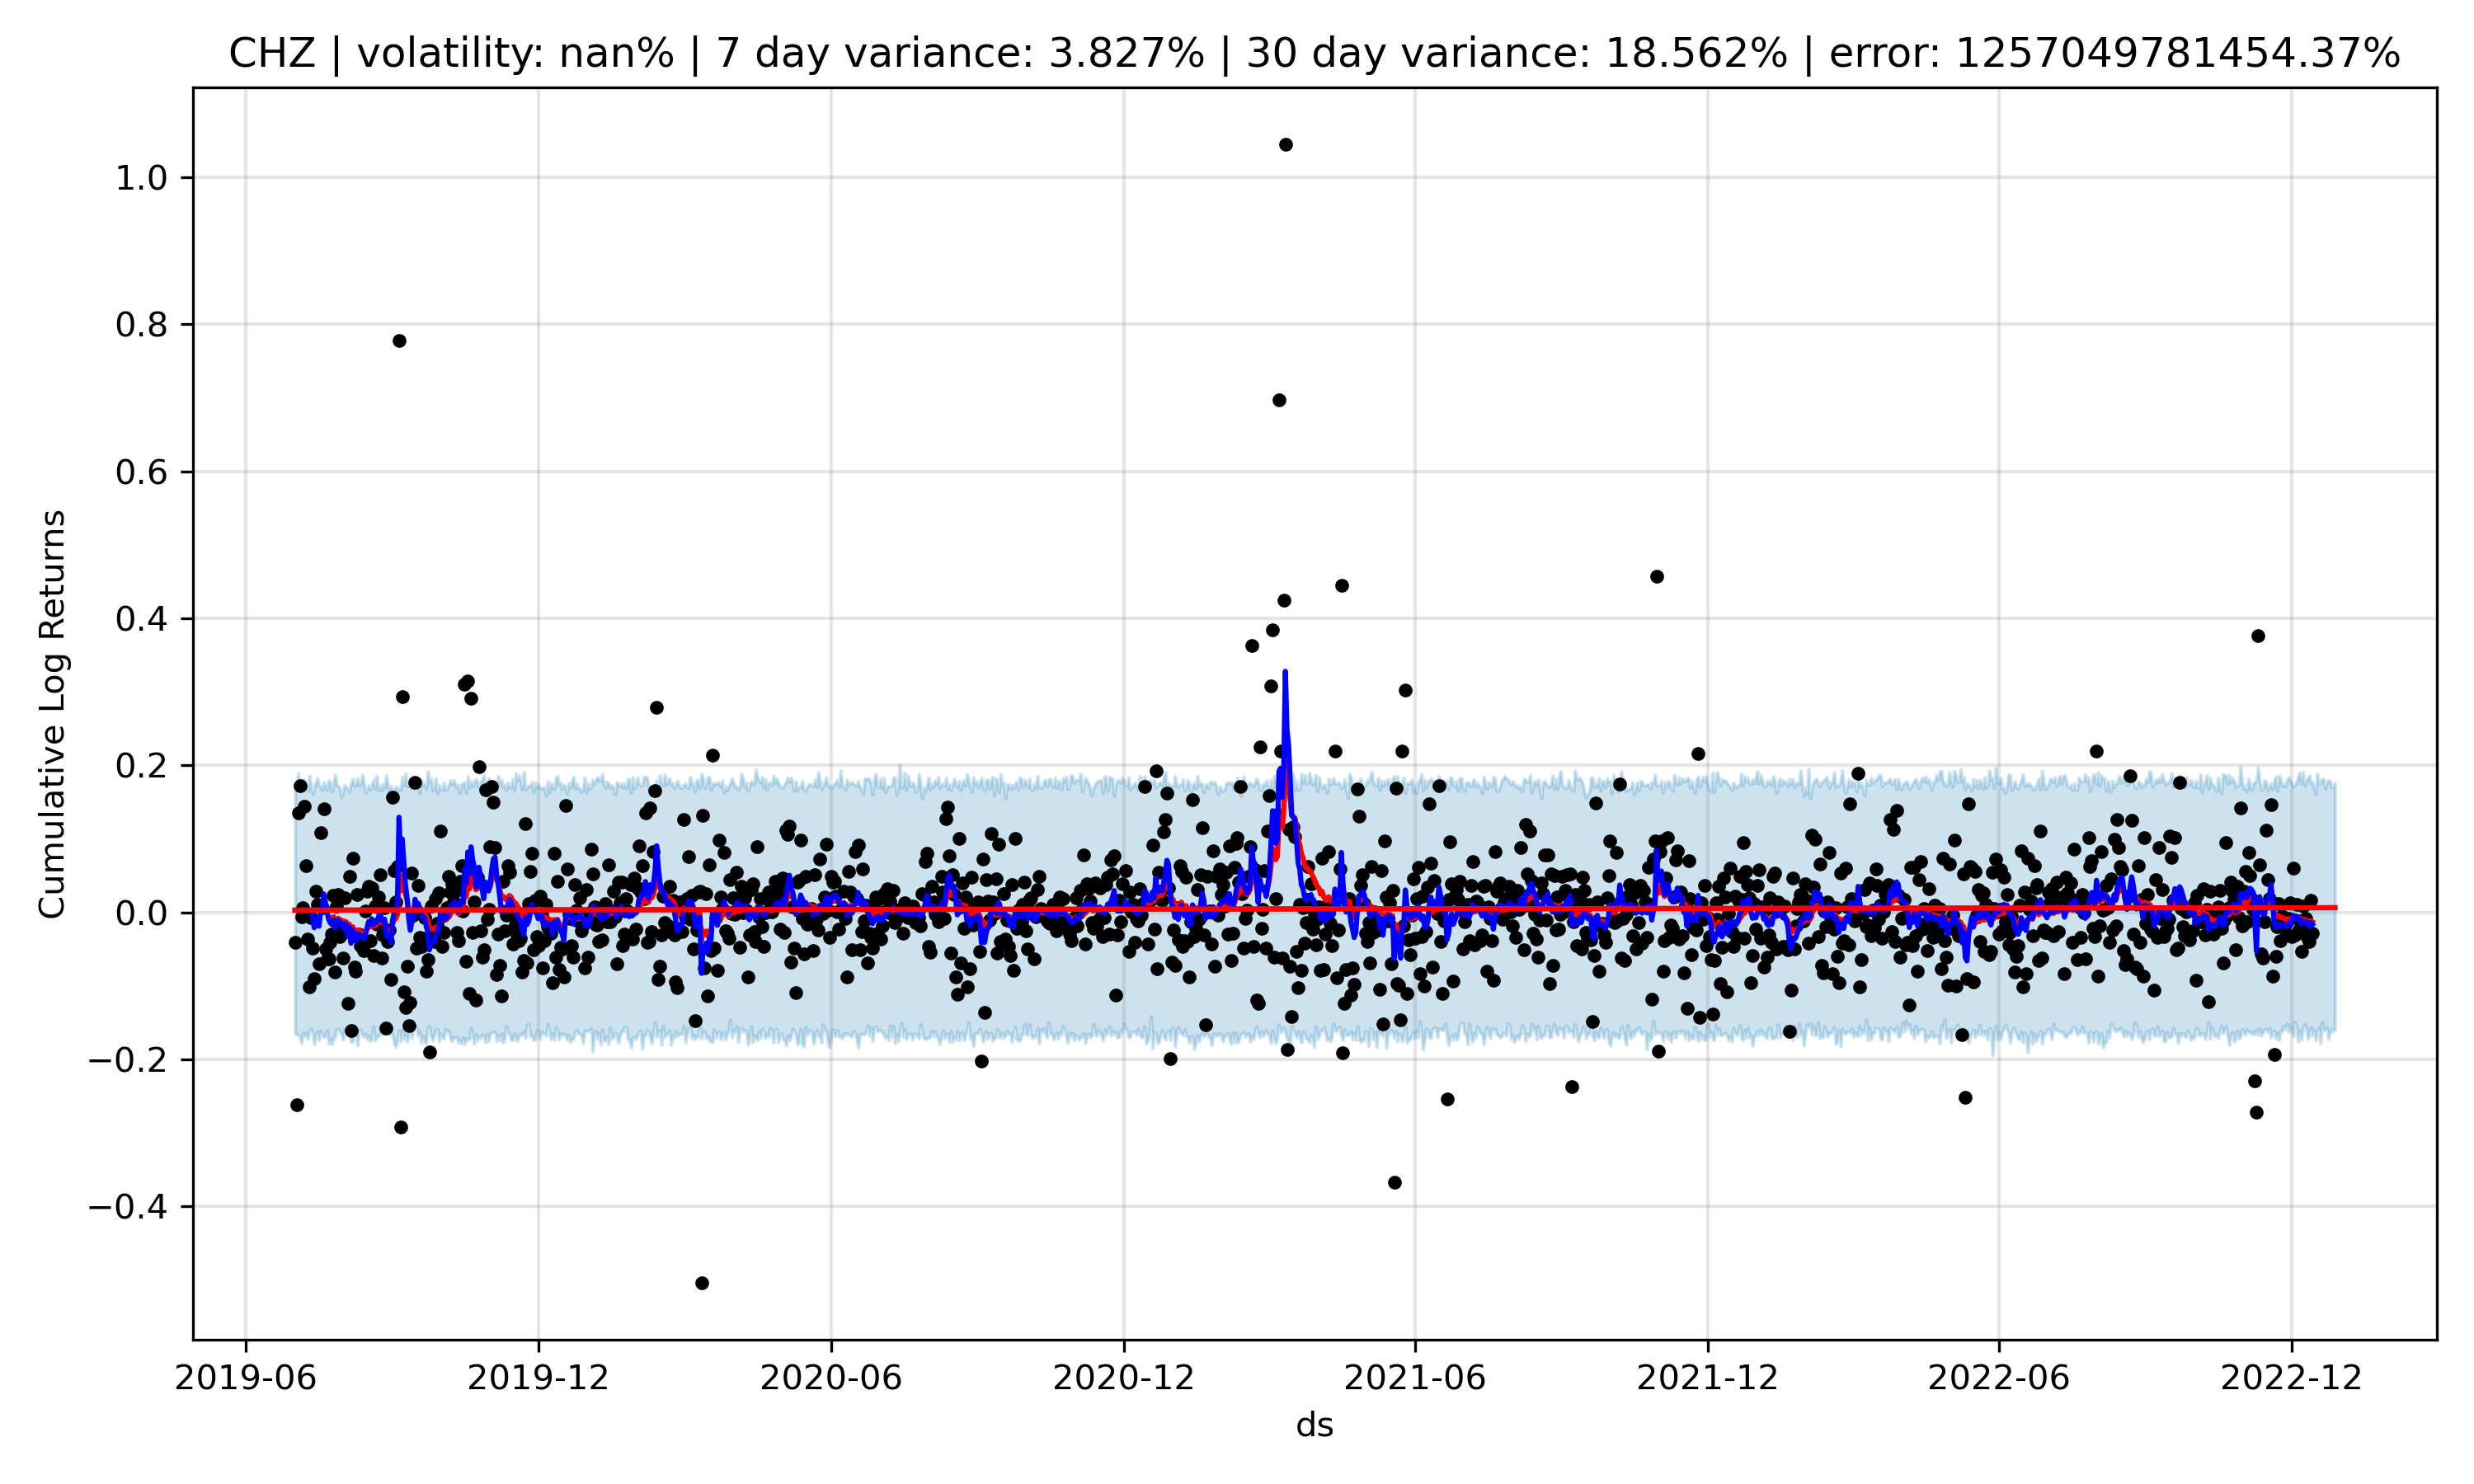 CHZ | volatility: nan% | 7 day variance: 3.827% | 30 day variance: 18.562% | error: 1257049781454.37%
1.0
0.8
0.6
0.4
0.2
0.0
−0.2
−0.4
Cumulative Log Returns
2019-06 2019-12 2020-06 2020-12 2021-06 2021-12 2022-06 2022-12
ds